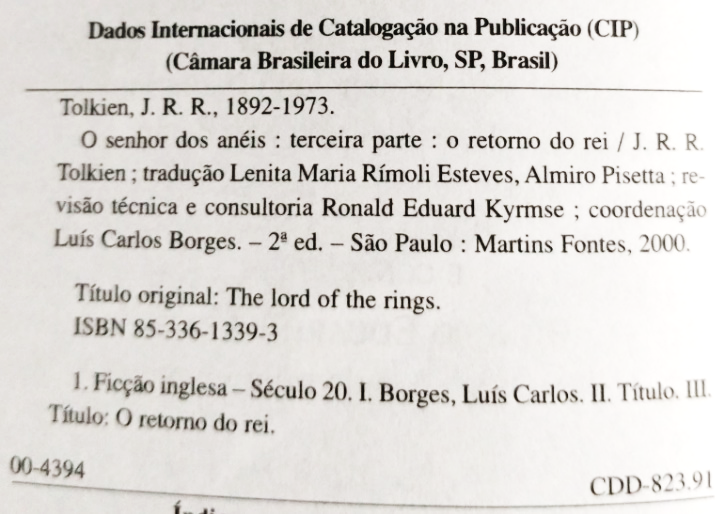 Dados Internacionais de Catalogação na Publicação (CIP)
(Câmara Brasileira do Livro, SP, Brasil)
Tolkien, J. R. R., 1892-1973.
O senhor dos anéis : terceira parte : o retorno do rei / J. R. R.
Tolkien ; tradução Lenita Maria Rímoli Esteves, Almiro Pisetta ; re-
visão técnica e consultoria Ronald Eduard Kyrmse ; coordenação
Luís Carlos Borges. – 2ª ed. – São Paulo : Martins Fontes, 2000.
Título original: The lord of the rings.
ISBN 85-336-1339-3
1. Ficção inglesa – Século 20. I. Borges, Luís Carlos. II. Título. III.
Título: O retorno do rei.
00-4394 CDD-823.91